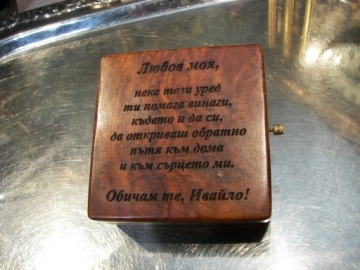 Любов моя,
нека този уред
ти помага винаги,
където и да си,
да откриваш обратно
пътя към дома
и към сърцето ми.
Обичам те, Ивайло!